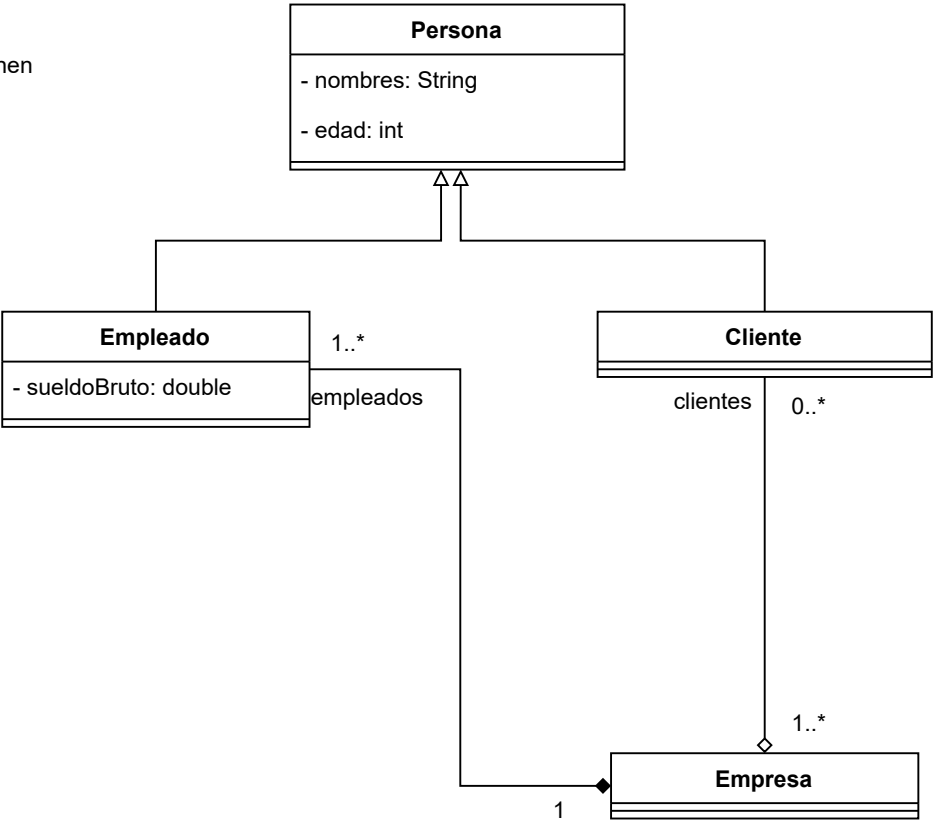 Persona
nen
- nombres: String
- edad: int
Empleado
1..*
Cliente
- sueldoBruto: double
empleados
clientes
0..*
1..*
Empresa
1